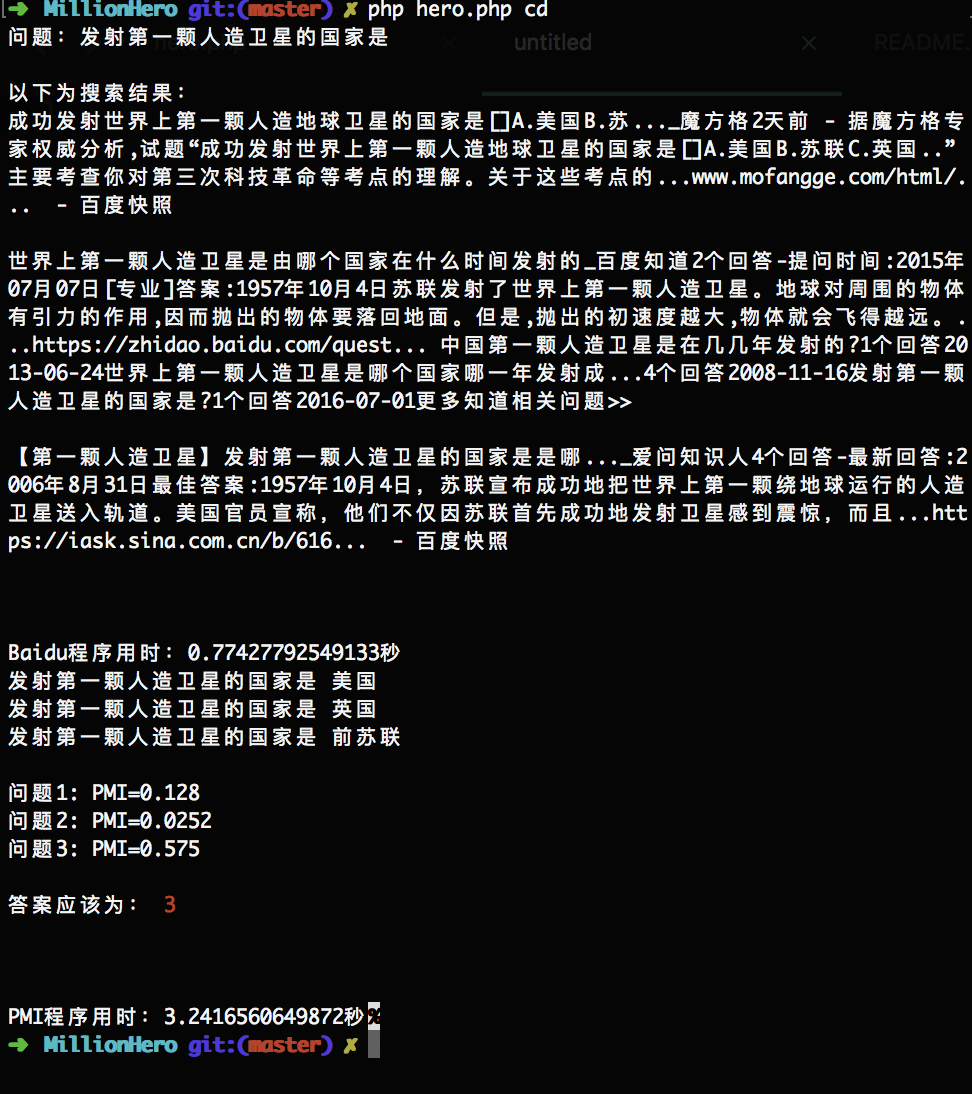 ➜ MillionHero git:(master) ✗ php hero.php cd
问题: 发射第一颗人造卫星的国家是
untitled
README.
以下为搜索结果:
成功发射世界上第一颗人造地球卫星的国家是[]A.美国B.苏..._魔方格2天前 - 据魔方格专
家权威分析,试题“成功发射世界上第一颗人造地球卫星的国家是[]A.美国B.苏联C.英国..”
主要考查你对第三次科技革命等考点的理解。关于这些考点的...www.mofangge.com/html/.
.. - 百度快照
世界上第一颗人造卫星是由哪个国家在什么时间发射的_百度知道2个回答-提问时间:2015年
07月07日[专业]答案:1957年10月4日苏联发射了世界上第一颗人造卫星。地球对周围的物体
有引力的作用,因而抛出的物体要落回地面。但是,抛出的初速度越大,物体就会飞得越远。.
..https://zhidao.baidu.com/quest... 中国第一颗人造卫星是在几几年发射的?1个回答20
13-06-24世界上第一颗人造卫星是哪个国家哪一年发射成...4个回答2008-11-16发射第一颗
人造卫星的国家是?1个回答2016-07-01更多知道相关问题>>
【第一颗人造卫星】发射第一颗人造卫星的国家是是哪..._爱问知识人4个回答-最新回答:2
006年8月31日最佳答案:1957年10月4日，苏联宣布成功地把世界上第一颗绕地球运行的人造
卫星送入轨道。美国官员宣称，他们不仅因苏联首先成功地发射卫星感到震惊，而且...htt
ps://iask.sina.com.cn/b/616... - 百度快照
Baidu程序用时: 0.77427792549133秒
发射第一颗人造卫星的国家是 美国
发射第一颗人造卫星的国家是 英国
发射第一颗人造卫星的国家是 前苏联
问题1: PMI=0.128
问题2: PMI=0.0252
问题3: PMI=0.575
答案应该为: 3
PMI程序用时: 3.2416560649872秒%
➜ MillionHero git:(master) ✗